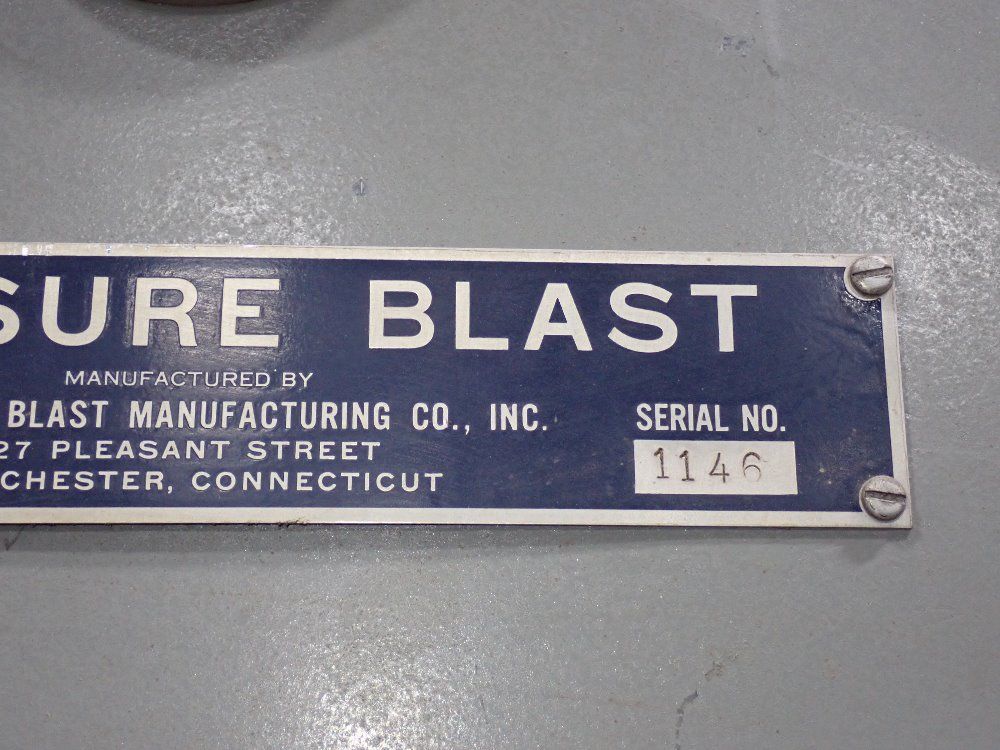 SURE BLAST
MANUFACTURED BY
BLAST MANUFACTURING CO., INC.
27 PLEASANT STREET
CHESTER, CONNECTICUT
SERIAL NO.
1146